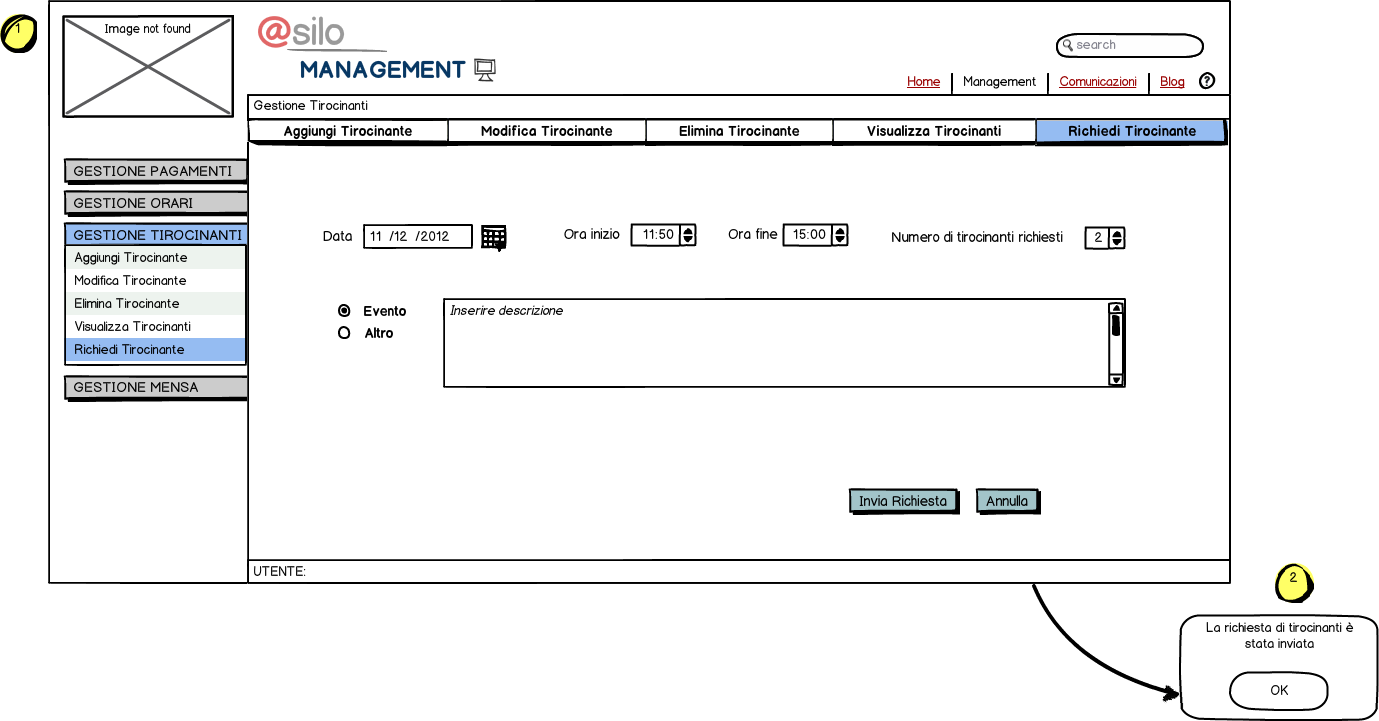 1
Image not found
@silo
MANAGEMENT
search
Home
Management
Comunicazioni
Blog
?
Gestione Tirocinanti
Aggiungi Tirocinante
Modifica Tirocinante
Elimina Tirocinante
Visualizza Tirocinanti
Richiedi Tirocinante
GESTIONE PAGAMENTI
GESTIONE ORARI
GESTIONE TIROCINANTI
Aggiungi Tirocinante
Modifica Tirocinante
Elimina Tirocinante
Visualizza Tirocinanti
Richiedi Tirocinante
GESTIONE MENSA
Data
11 /12 /2012
Ora inizio
11:50
Ora fine
15:00
Numero di tirocinanti richiesti
2
Evento
Altro
Inserire descrizione
Invia Richiesta
Annulla
UTENTE:
2
La richiesta di tirocinanti è
stata inviata
OK